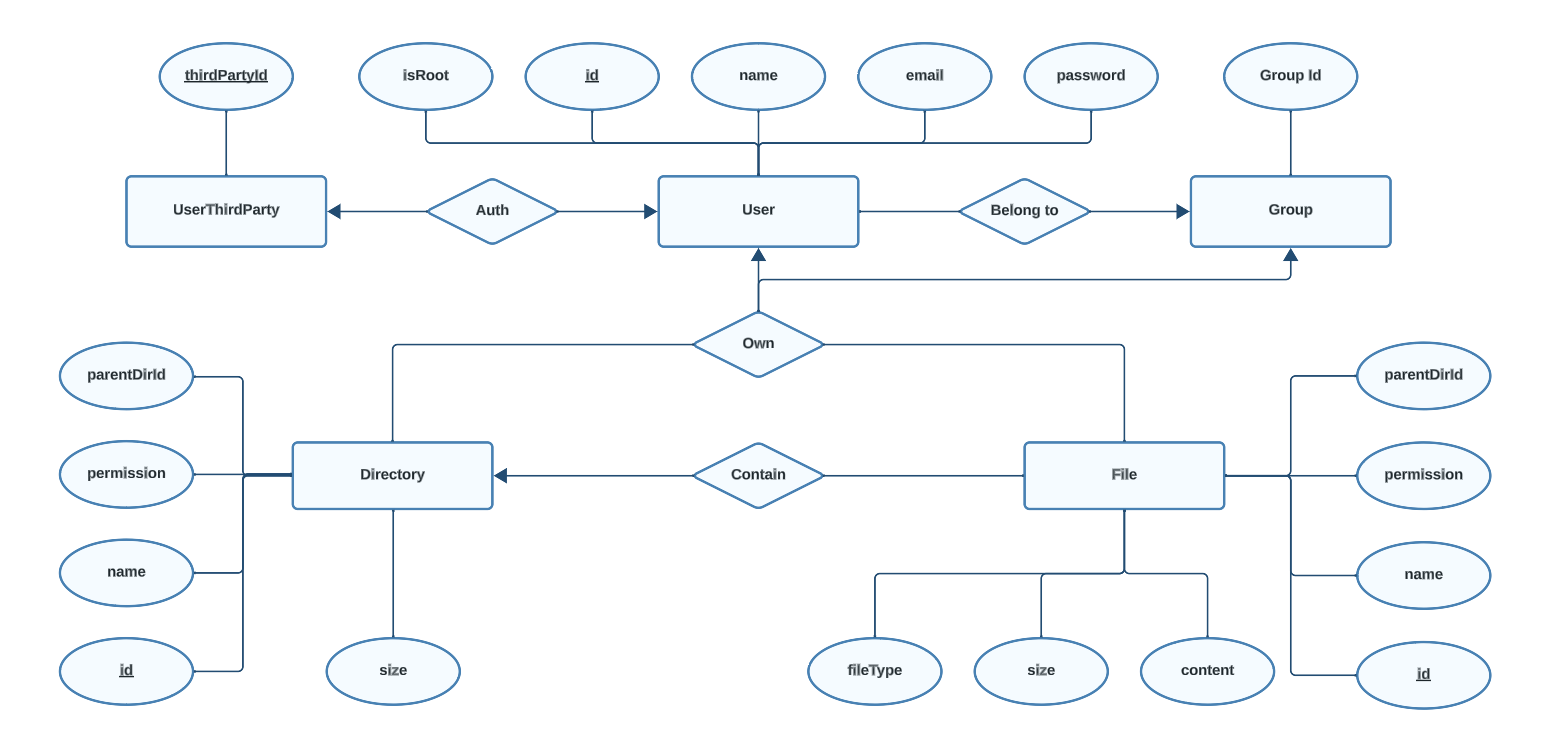 thirdPartyId
isRoot
id
name
email
password
Group Id
UserThirdParty
Auth
User
Belong to
Group
Own
parentDirId
parentDirId
permission
Directory
Contain
File
permission
name
name
id
size
fileType
size
content
id